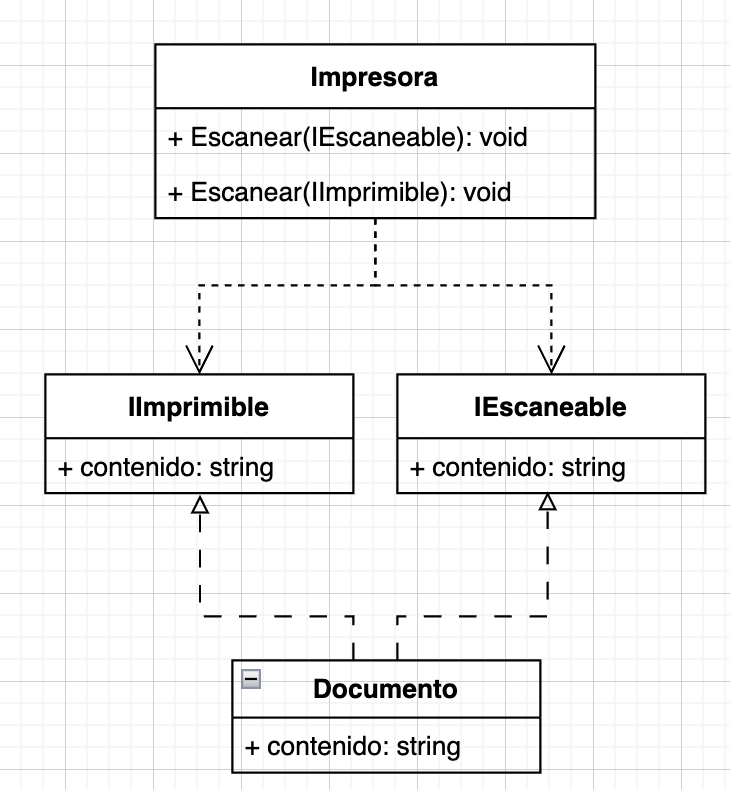 Impresora
+ Escanear(IEscaneable): void
+ Escanear(IImprimible): void
IImprimible
+ contenido: string
IEscaneable
+ contenido: string
Documento
+ contenido: string